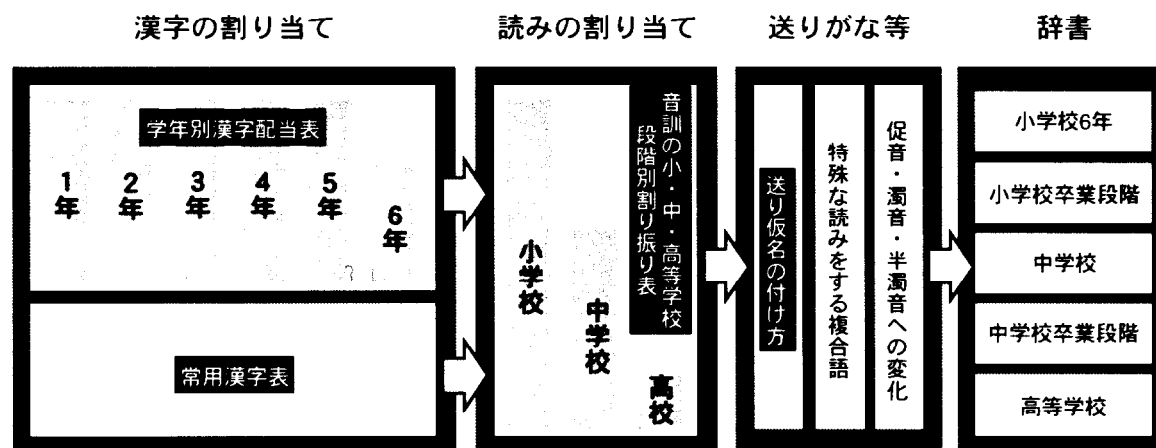 漢字の割り当て
読みの割り当て
送りがな等
辞書
学年別漢字配当表
1年
2年
3年
4年
5年
6年
常用漢字表
音訓の小・中・高等学校
段階別割り振り表
小学校
中学校
高校
送り仮名の付け方
特殊な読みをする複合語
促音・濁音・半濁音への変化
小学校6年
小学校卒業段階
中学校
中学校卒業段階
高等学校